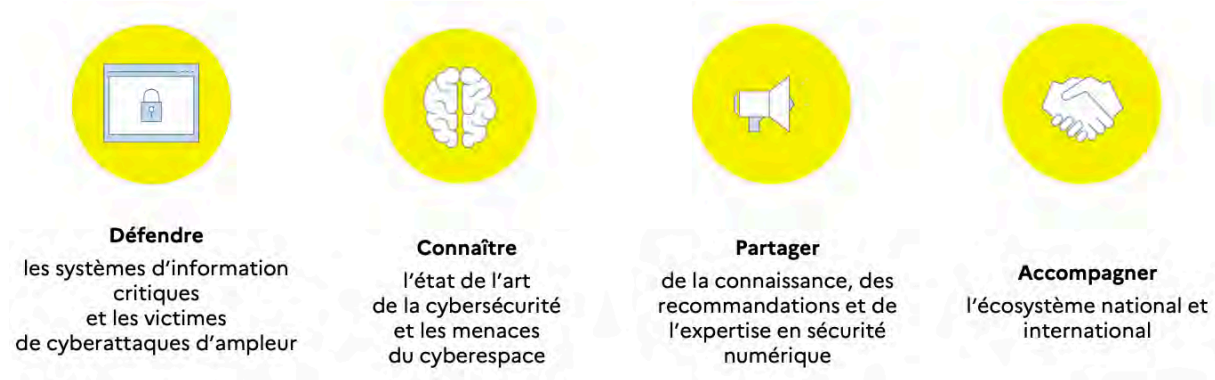 Défendre
les systèmes d’information
critiques
et les victimes
de cyberattaques d’ampleur
Connaître
l’état de l’art
de la cybersécurité
et les menaces
du cyberespace
Partager
de la connaissance, des
recommandations et de
l’expertise en sécurité
numérique
Accompagner
l’écosystème national et
international